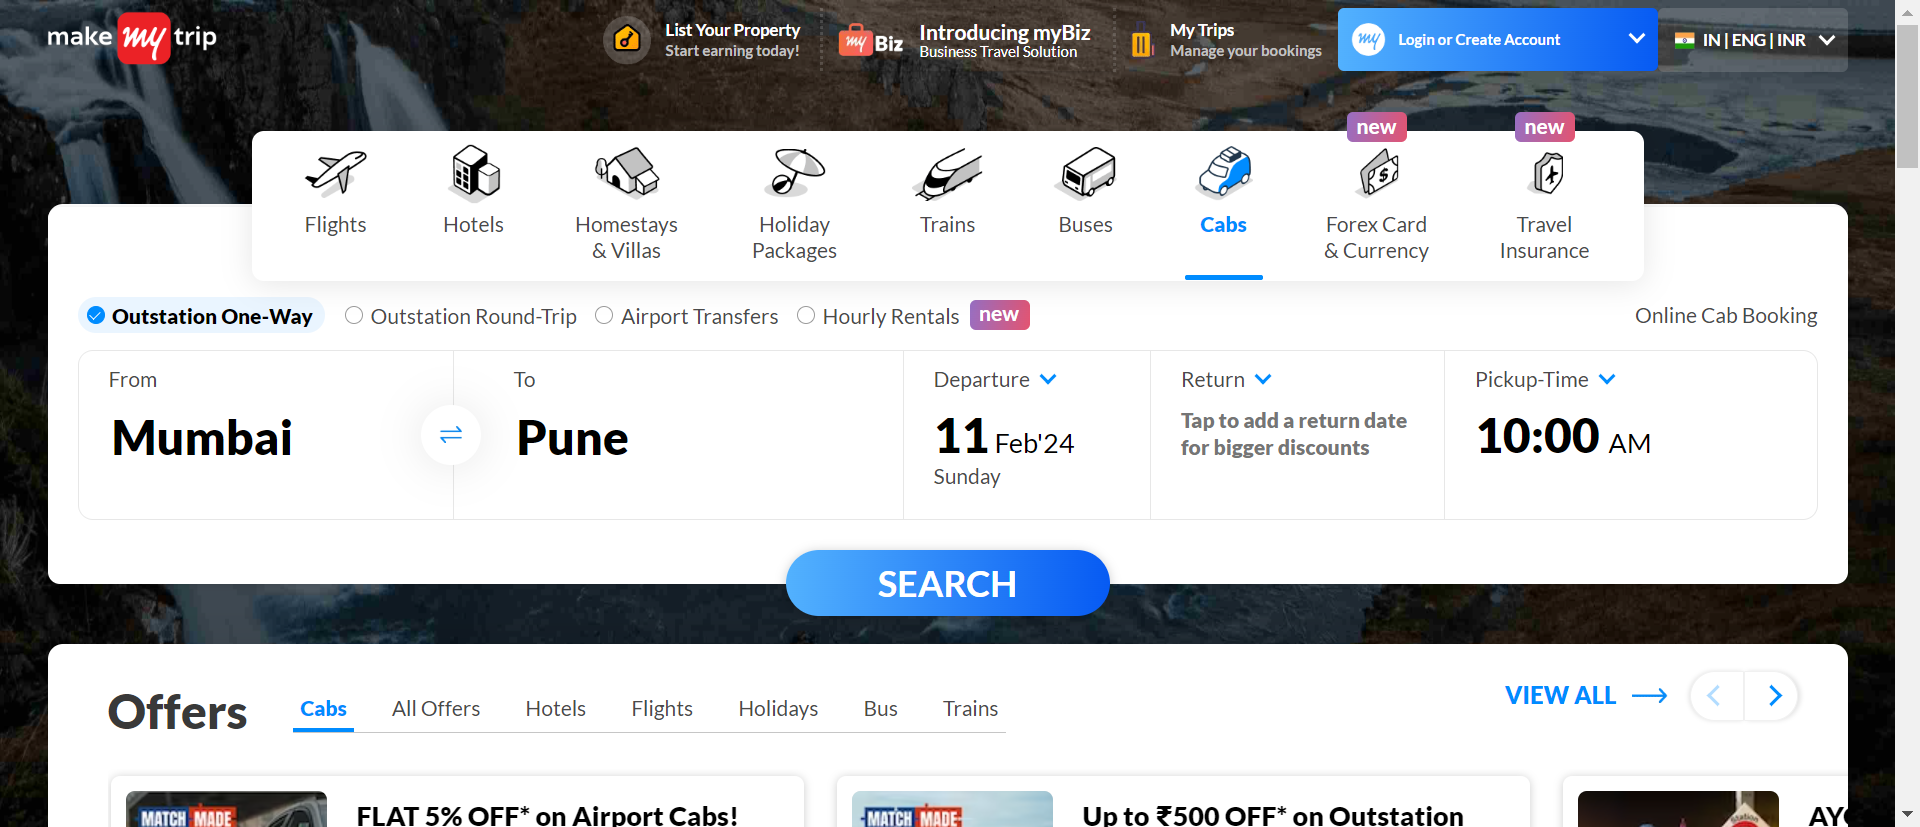 make my trip
List Your Property
Start earning today!
my Biz
Introducing myBiz
Business Travel Solution
My Trips
Manage your bookings
my
Login or Create Account
IN | ENG | INR
new
new
Flights
Hotels
Homestays
& Villas
Holiday
Packages
Trains
Buses
Cabs
Forex Card
& Currency
Travel
Insurance
Outstation One-Way
Outstation Round-Trip
Airport Transfers
Hourly Rentals
new
Online Cab Booking
From
Mumbai
To
Pune
Departure
11 Feb'24
Sunday
Return
Tap to add a return date
for bigger discounts
Pickup-Time
10:00 AM
SEARCH
Offers
Cabs
All Offers
Hotels
Flights
Holidays
Bus
Trains
VIEW ALL
MATCH MADE
FLAT 5% OFF* on Airport Cabs!
MATCH MADE
Up to ₹500 OFF* on Outstation